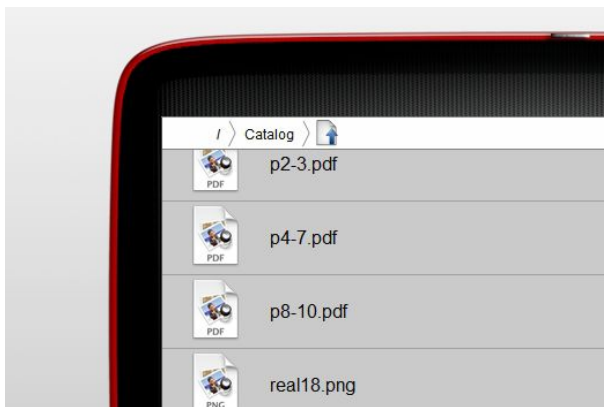 / Catalog
p2-3.pdf
PDF
p4-7.pdf
PDF
p8-10.pdf
PDF
real18.png
PNG